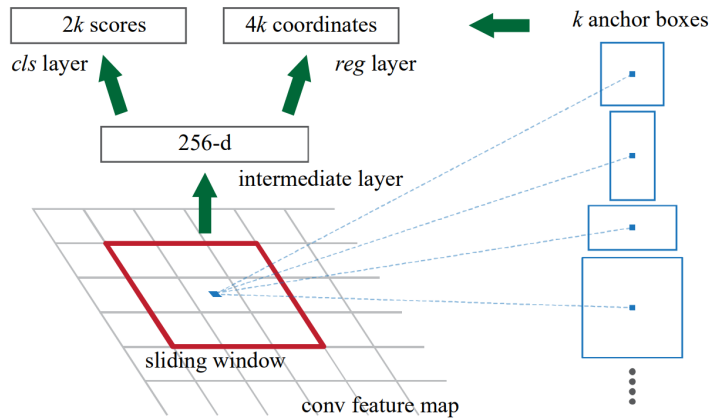 2k scores
4k coordinates
k anchor boxes
cls layer
reg layer
256-d
intermediate layer
sliding window
conv feature map